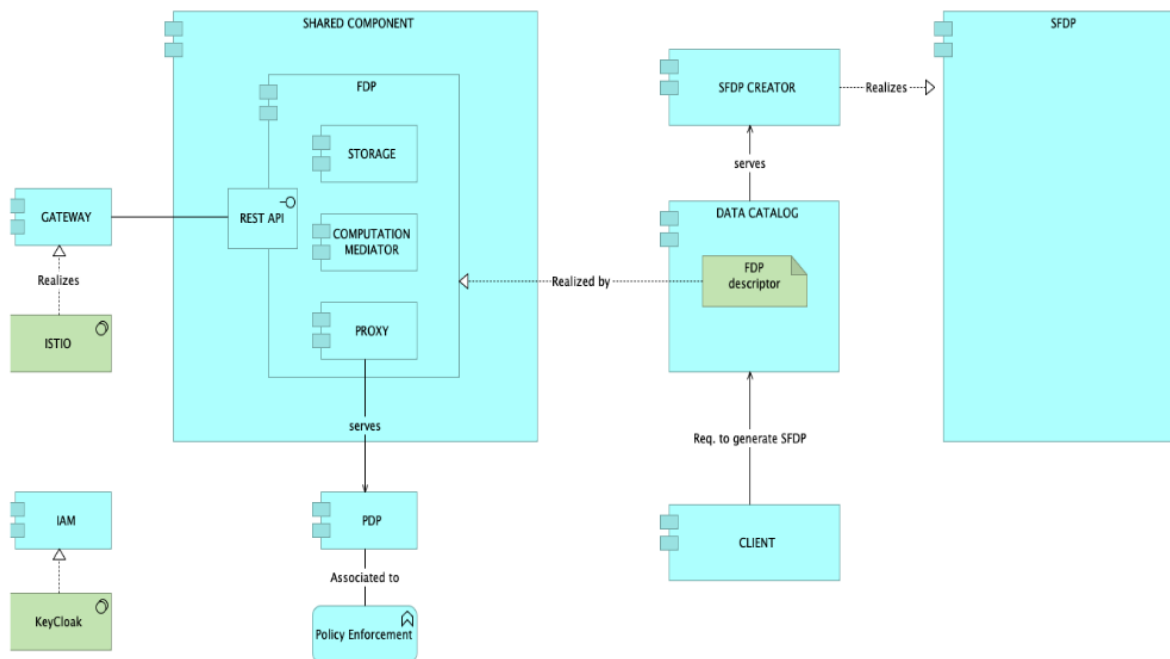 SHARED COMPONENT
SFDP
FDP
SFDP CREATOR
Realizes
STORAGE
serves
GATEWAY
REST API
DATA CATALOG
COMPUTATION
MEDIATOR
FDP
descriptor
Realizes
Realized by
ISTIO
PROXY
serves
Req. to generate SFDP
IAM
PDP
CLIENT
Associated to
KeyCloak
Policy Enforcement